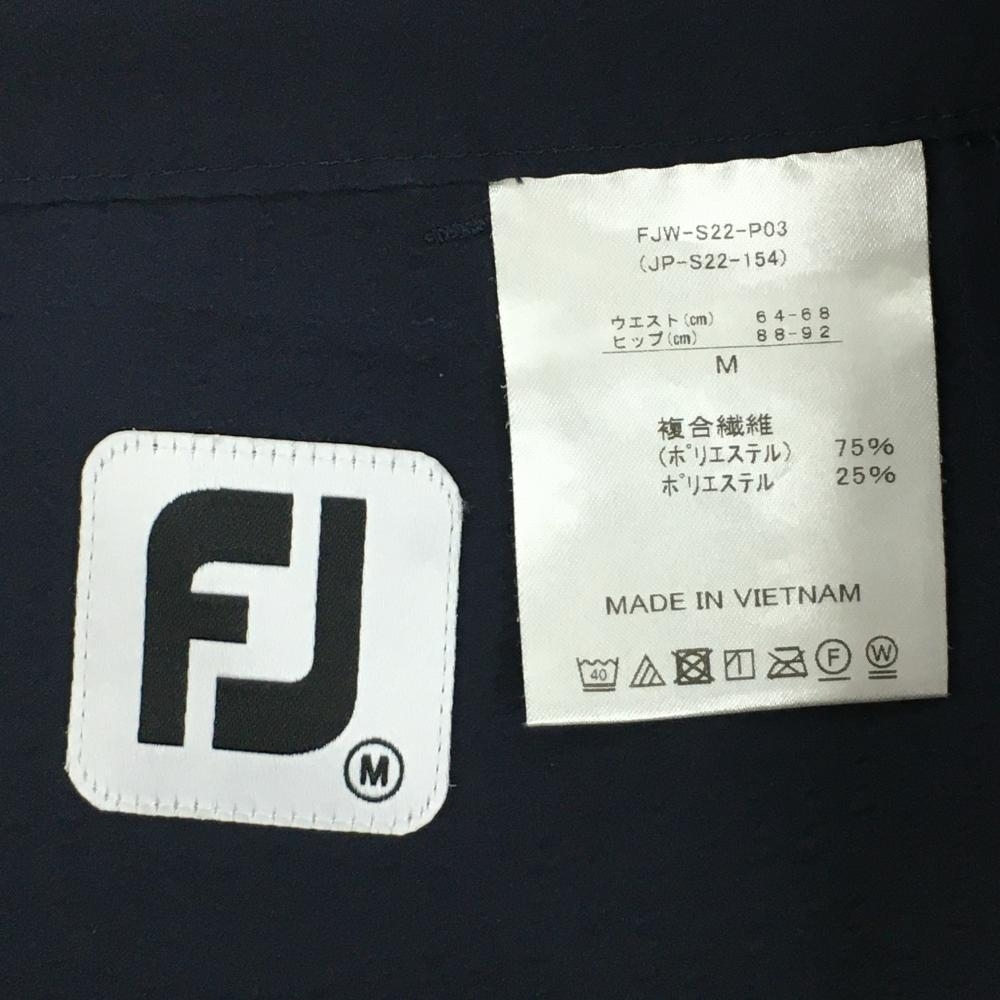 FJ
M
FJW-S22-P03
(JP-S22-154)
ウエスト(cm) 64-68
ヒップ(cm) 88-92
M
複合繊維
(ポリエステル) 75%
ポリエステル 25%
MADE IN VIETNAM
40 F W